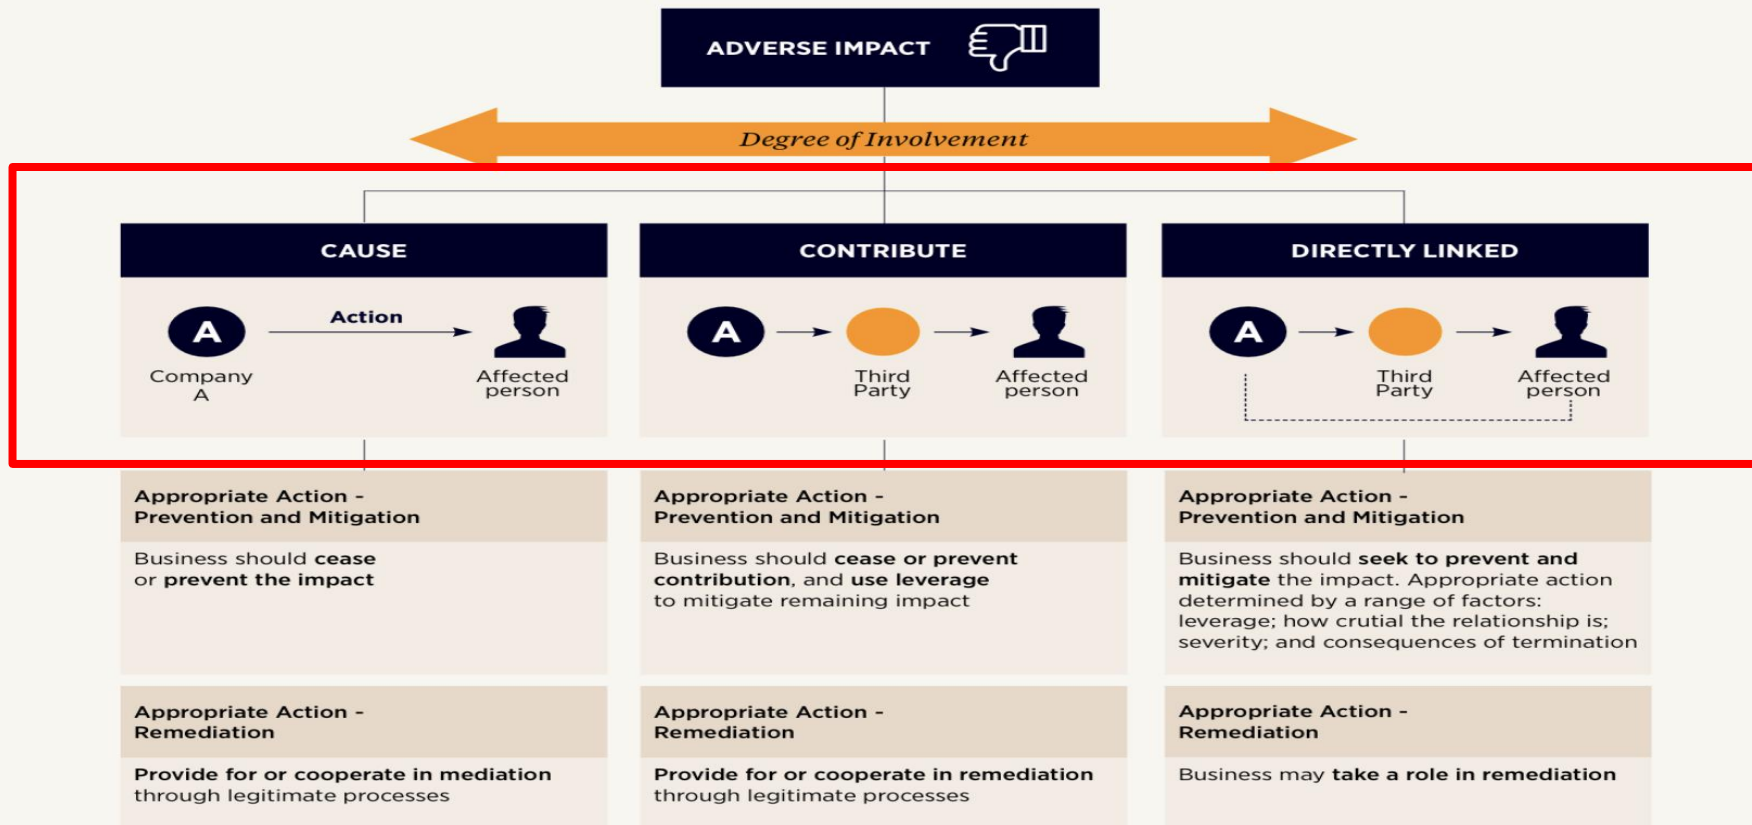 ADVERSE IMPACT
Degree of Involvement
CAUSE
A
Action
Company
A
Affected
person
CONTRIBUTE
A
Third
Party
Affected
person
DIRECTLY LINKED
A
Third
Party
Affected
person
Appropriate Action -
Prevention and Mitigation
Business should cease
or prevent the impact
Appropriate Action -
Prevention and Mitigation
Business should cease or prevent
contribution, and use leverage
to mitigate remaining impact
Appropriate Action -
Prevention and Mitigation
Business should seek to prevent and
mitigate the impact. Appropriate action
determined by a range of factors:
leverage; how crutial the relationship is;
severity; and consequences of termination
Appropriate Action -
Remediation
Provide for or cooperate in mediation
through legitimate processes
Appropriate Action -
Remediation
Provide for or cooperate in remediation
through legitimate processes
Appropriate Action -
Remediation
Business may take a role in remediation